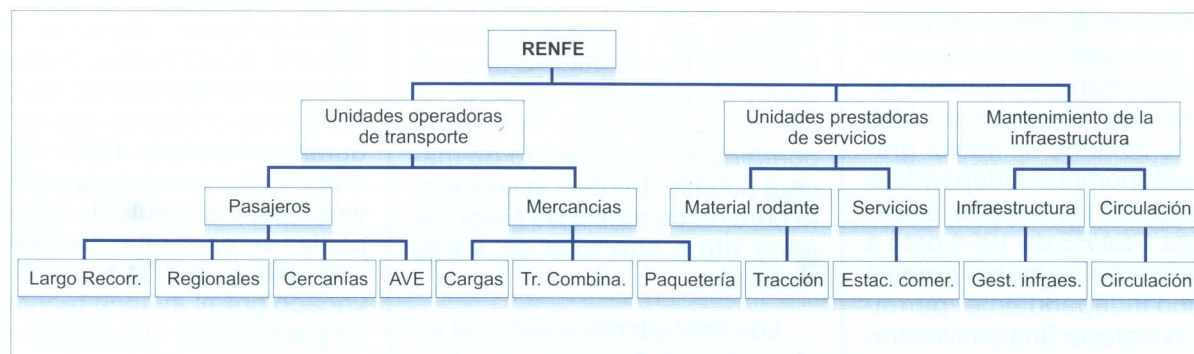 RENFE
Unidades operadoras
de transporte
Unidades prestadoras
de servicios
Mantenimiento de la
infraestructura
Pasajeros
Mercancias
Material rodante
Servicios
Infraestructura
Circulación
Largo Recorr.
Regionales
Cercanías
AVE
Cargas
Tr. Combina.
Paquetería
Tracción
Estac. comer.
Gest. infraes.
Circulación